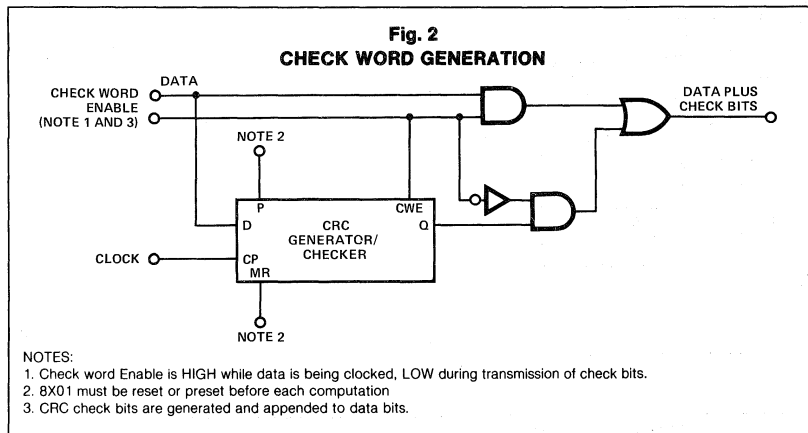 Fig. 2
CHECK WORD GENERATION
DATA
CHECK WORD
ENABLE
(NOTE 1 AND 3)
DATA PLUS
CHECK BITS
NOTE 2
P
CWE
D
CRC
GENERATOR/
CHECKER
Q
CLOCK
CP
MR
NOTE 2
NOTES:
1. Check word Enable is HIGH while data is being clocked, LOW during transmission of check bits.
2. 8X01 must be reset or preset before each computation
3. CRC check bits are generated and appended to data bits.